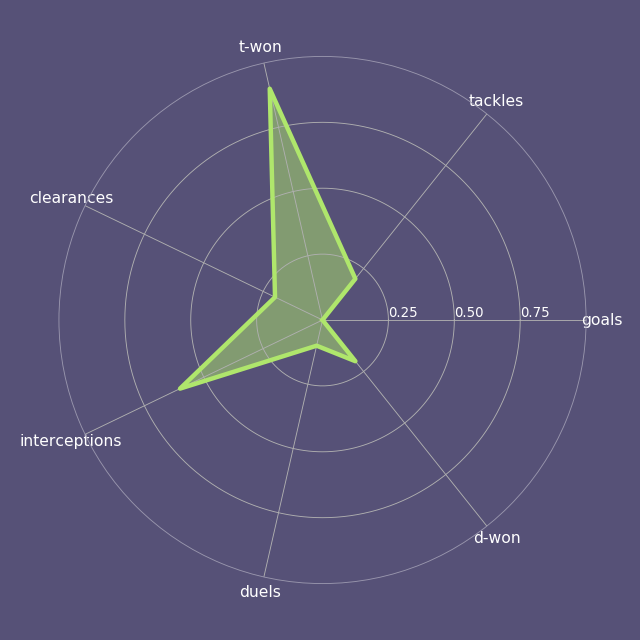 t-won
tackles
clearances
0.25 0.50 0.75
goals
interceptions
d-won
duels